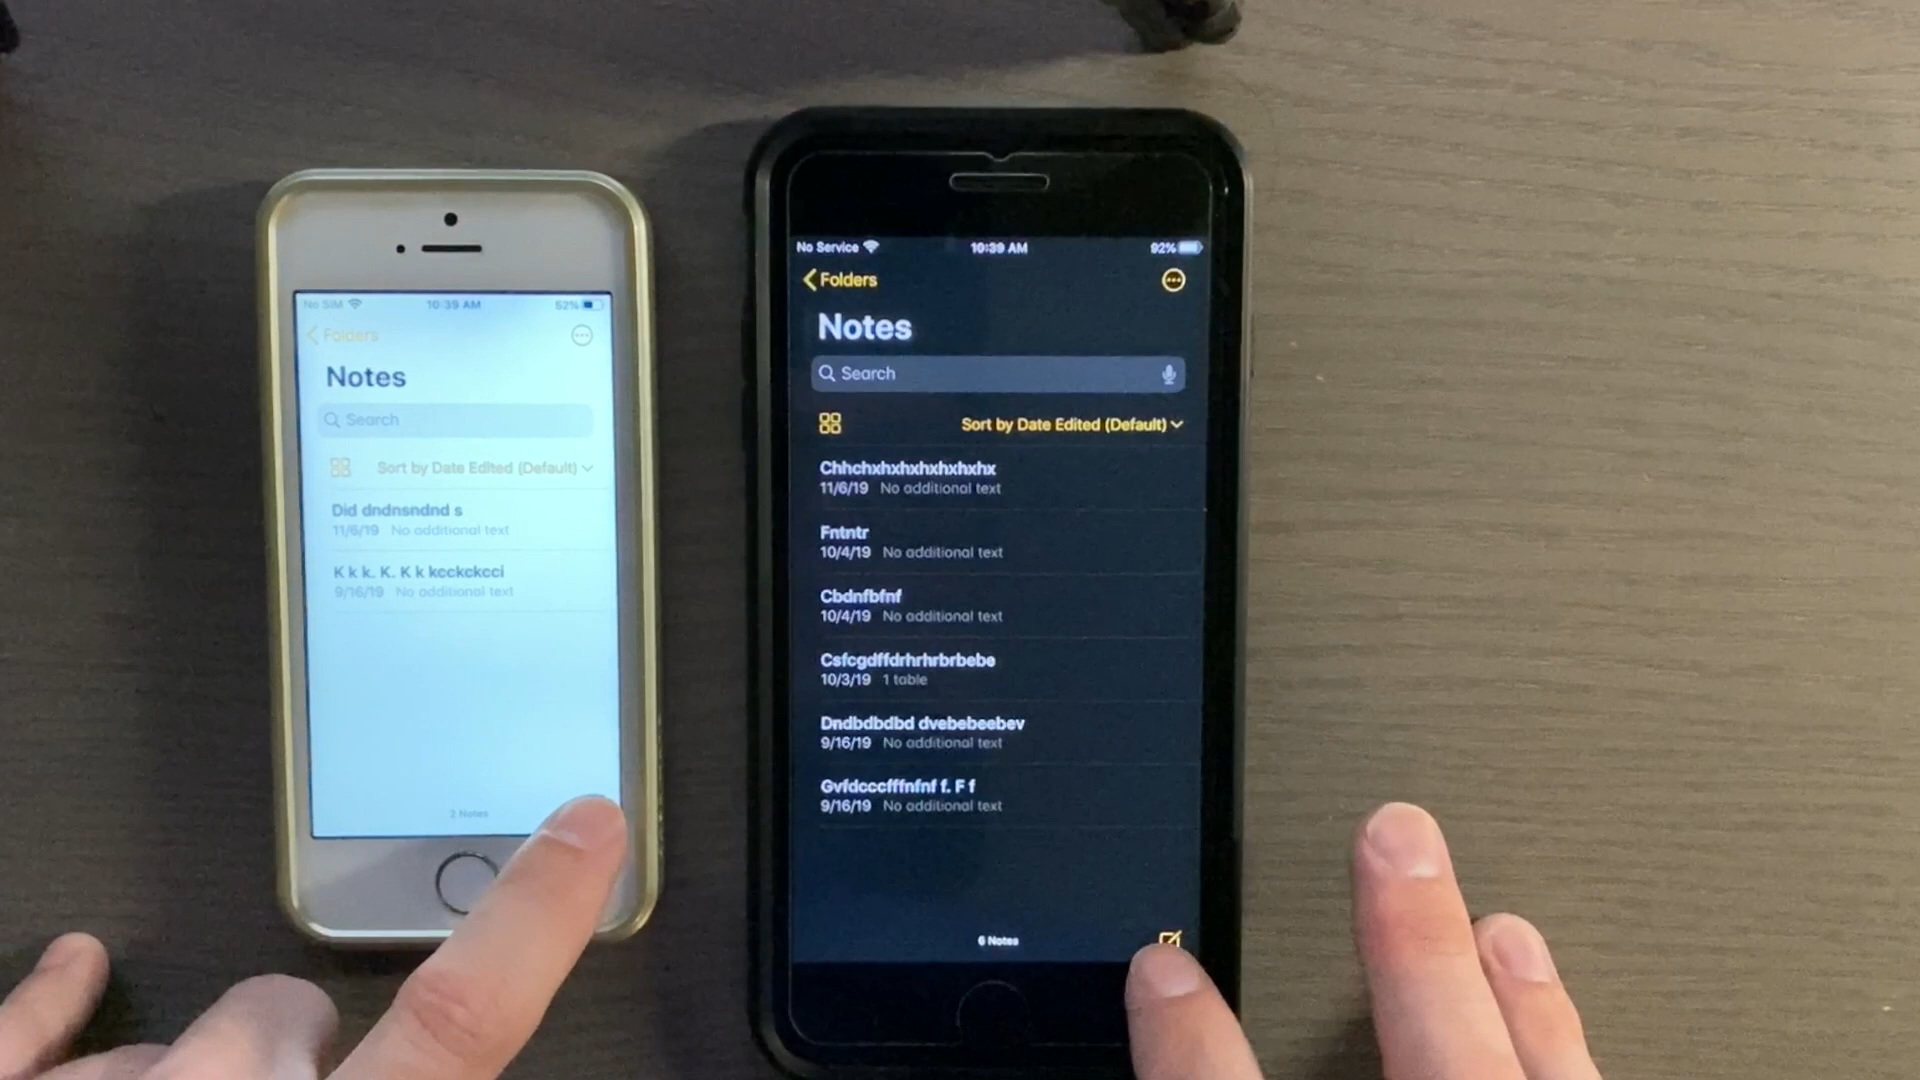 No SIM
10:39 AM
52%
Folders
Notes
Search
Sort by Date Edited (Default)
Did dndnsndnd s
11/6/19 No additional text
K k k. K. K k kcckckcci
9/16/19 No additional text
2 Notes
No Service
10:39 AM
92%
Folders
Notes
Search
Sort by Date Edited (Default)
Chhchxhxhxhxhxhxhx
11/6/19 No additional text
Fntntr
10/4/19 No additional text
Cbdnfbfnf
10/4/19 No additional text
Csfcgdffdrhrhrbrbebe
10/3/19 1 table
Dndbdbdbd dvebebeebev
9/16/19 No additional text
Gvfdcccfffnfnf f. F f
9/16/19 No additional text
6 Notes